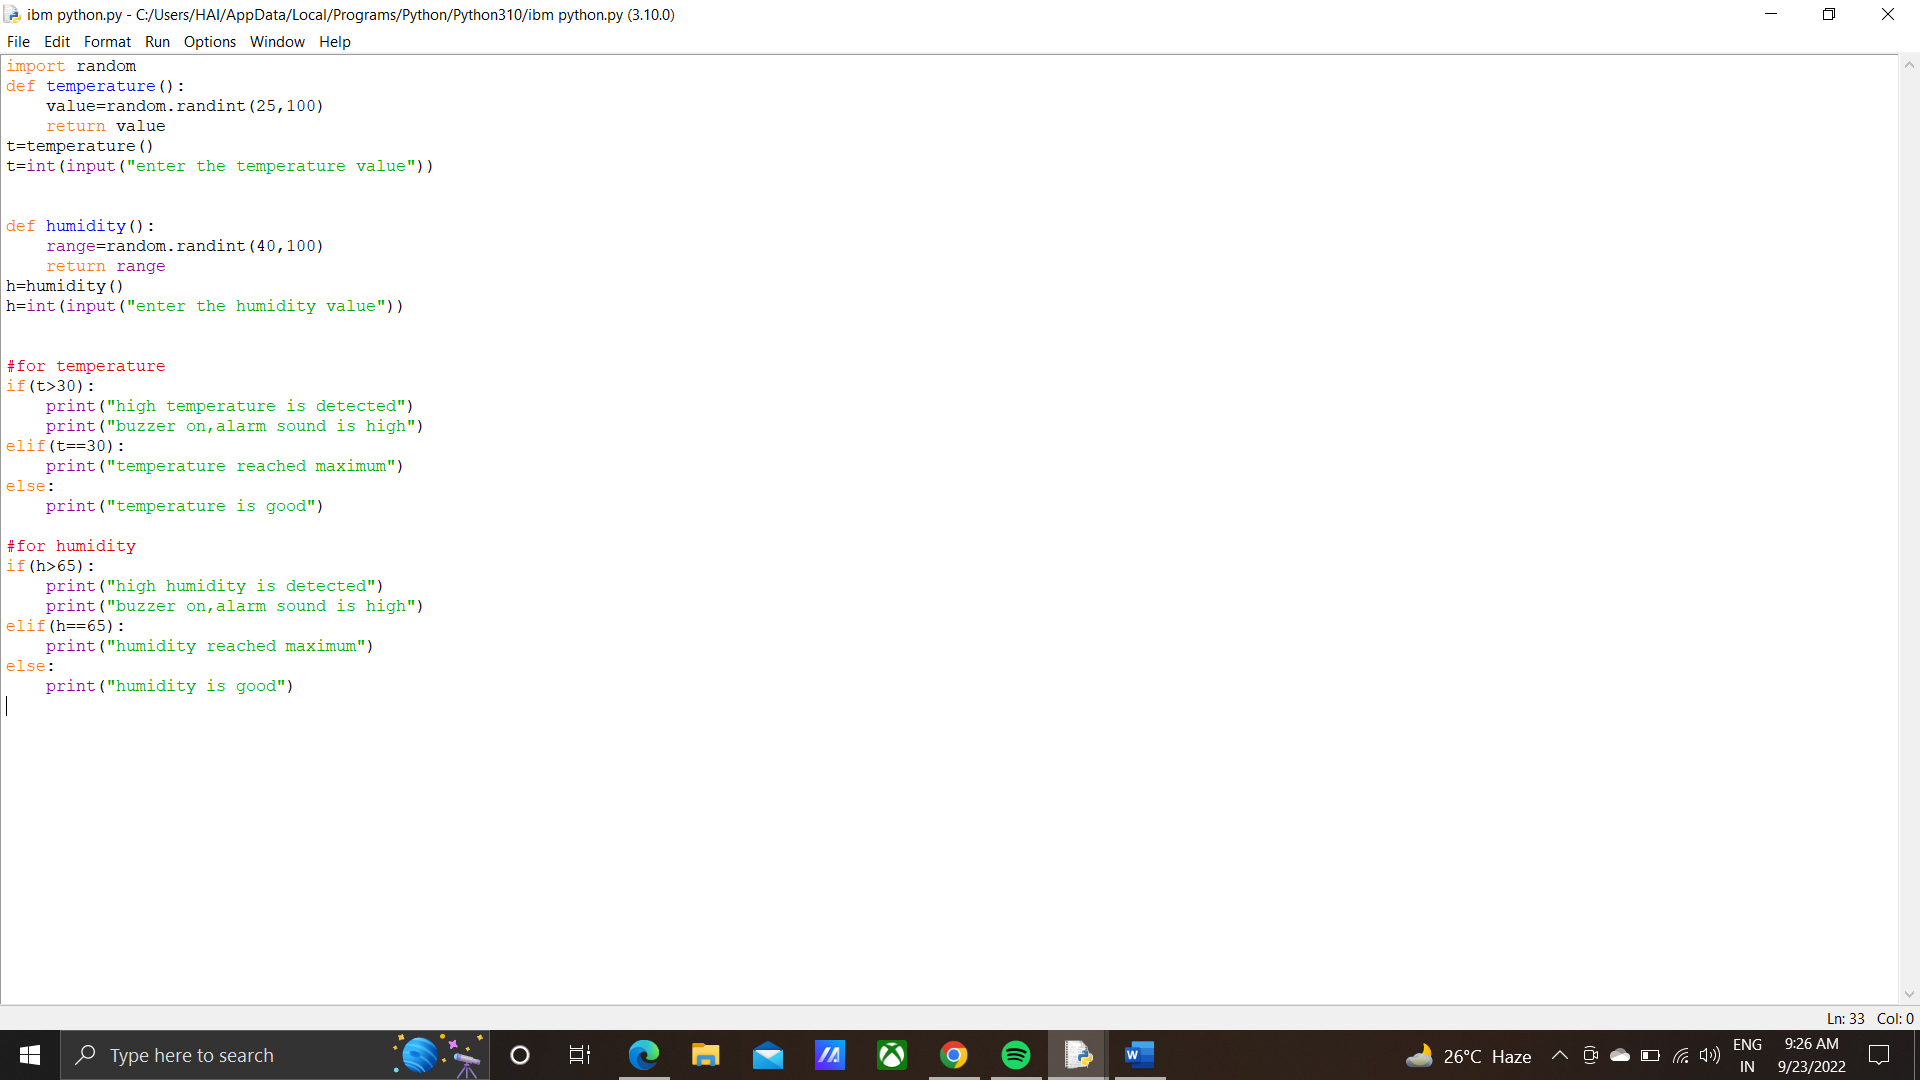 ibm python.py - C:/Users/HAI/AppData/Local/Programs/Python/Python310/ibm python.py (3.10.0)
File Edit Format Run Options Window Help
import random
def temperature():
    value=random.randint(25,100)
    return value
t=temperature()
t=int(input("enter the temperature value"))
def humidity():
    range=random.randint(40,100)
    return range
h=humidity()
h=int(input("enter the humidity value"))
#for temperature
if(t>30):
    print("high temperature is detected")
    print("buzzer on,alarm sound is high")
elif(t==30):
    print("temperature reached maximum")
else:
    print("temperature is good")
#for humidity
if(h>65):
    print("high humidity is detected")
    print("buzzer on,alarm sound is high")
elif(h==65):
    print("humidity reached maximum")
else:
    print("humidity is good")
Ln: 33 Col: 0
Type here to search
W
26°C Haze
ENG
IN
9:26 AM
9/23/2022